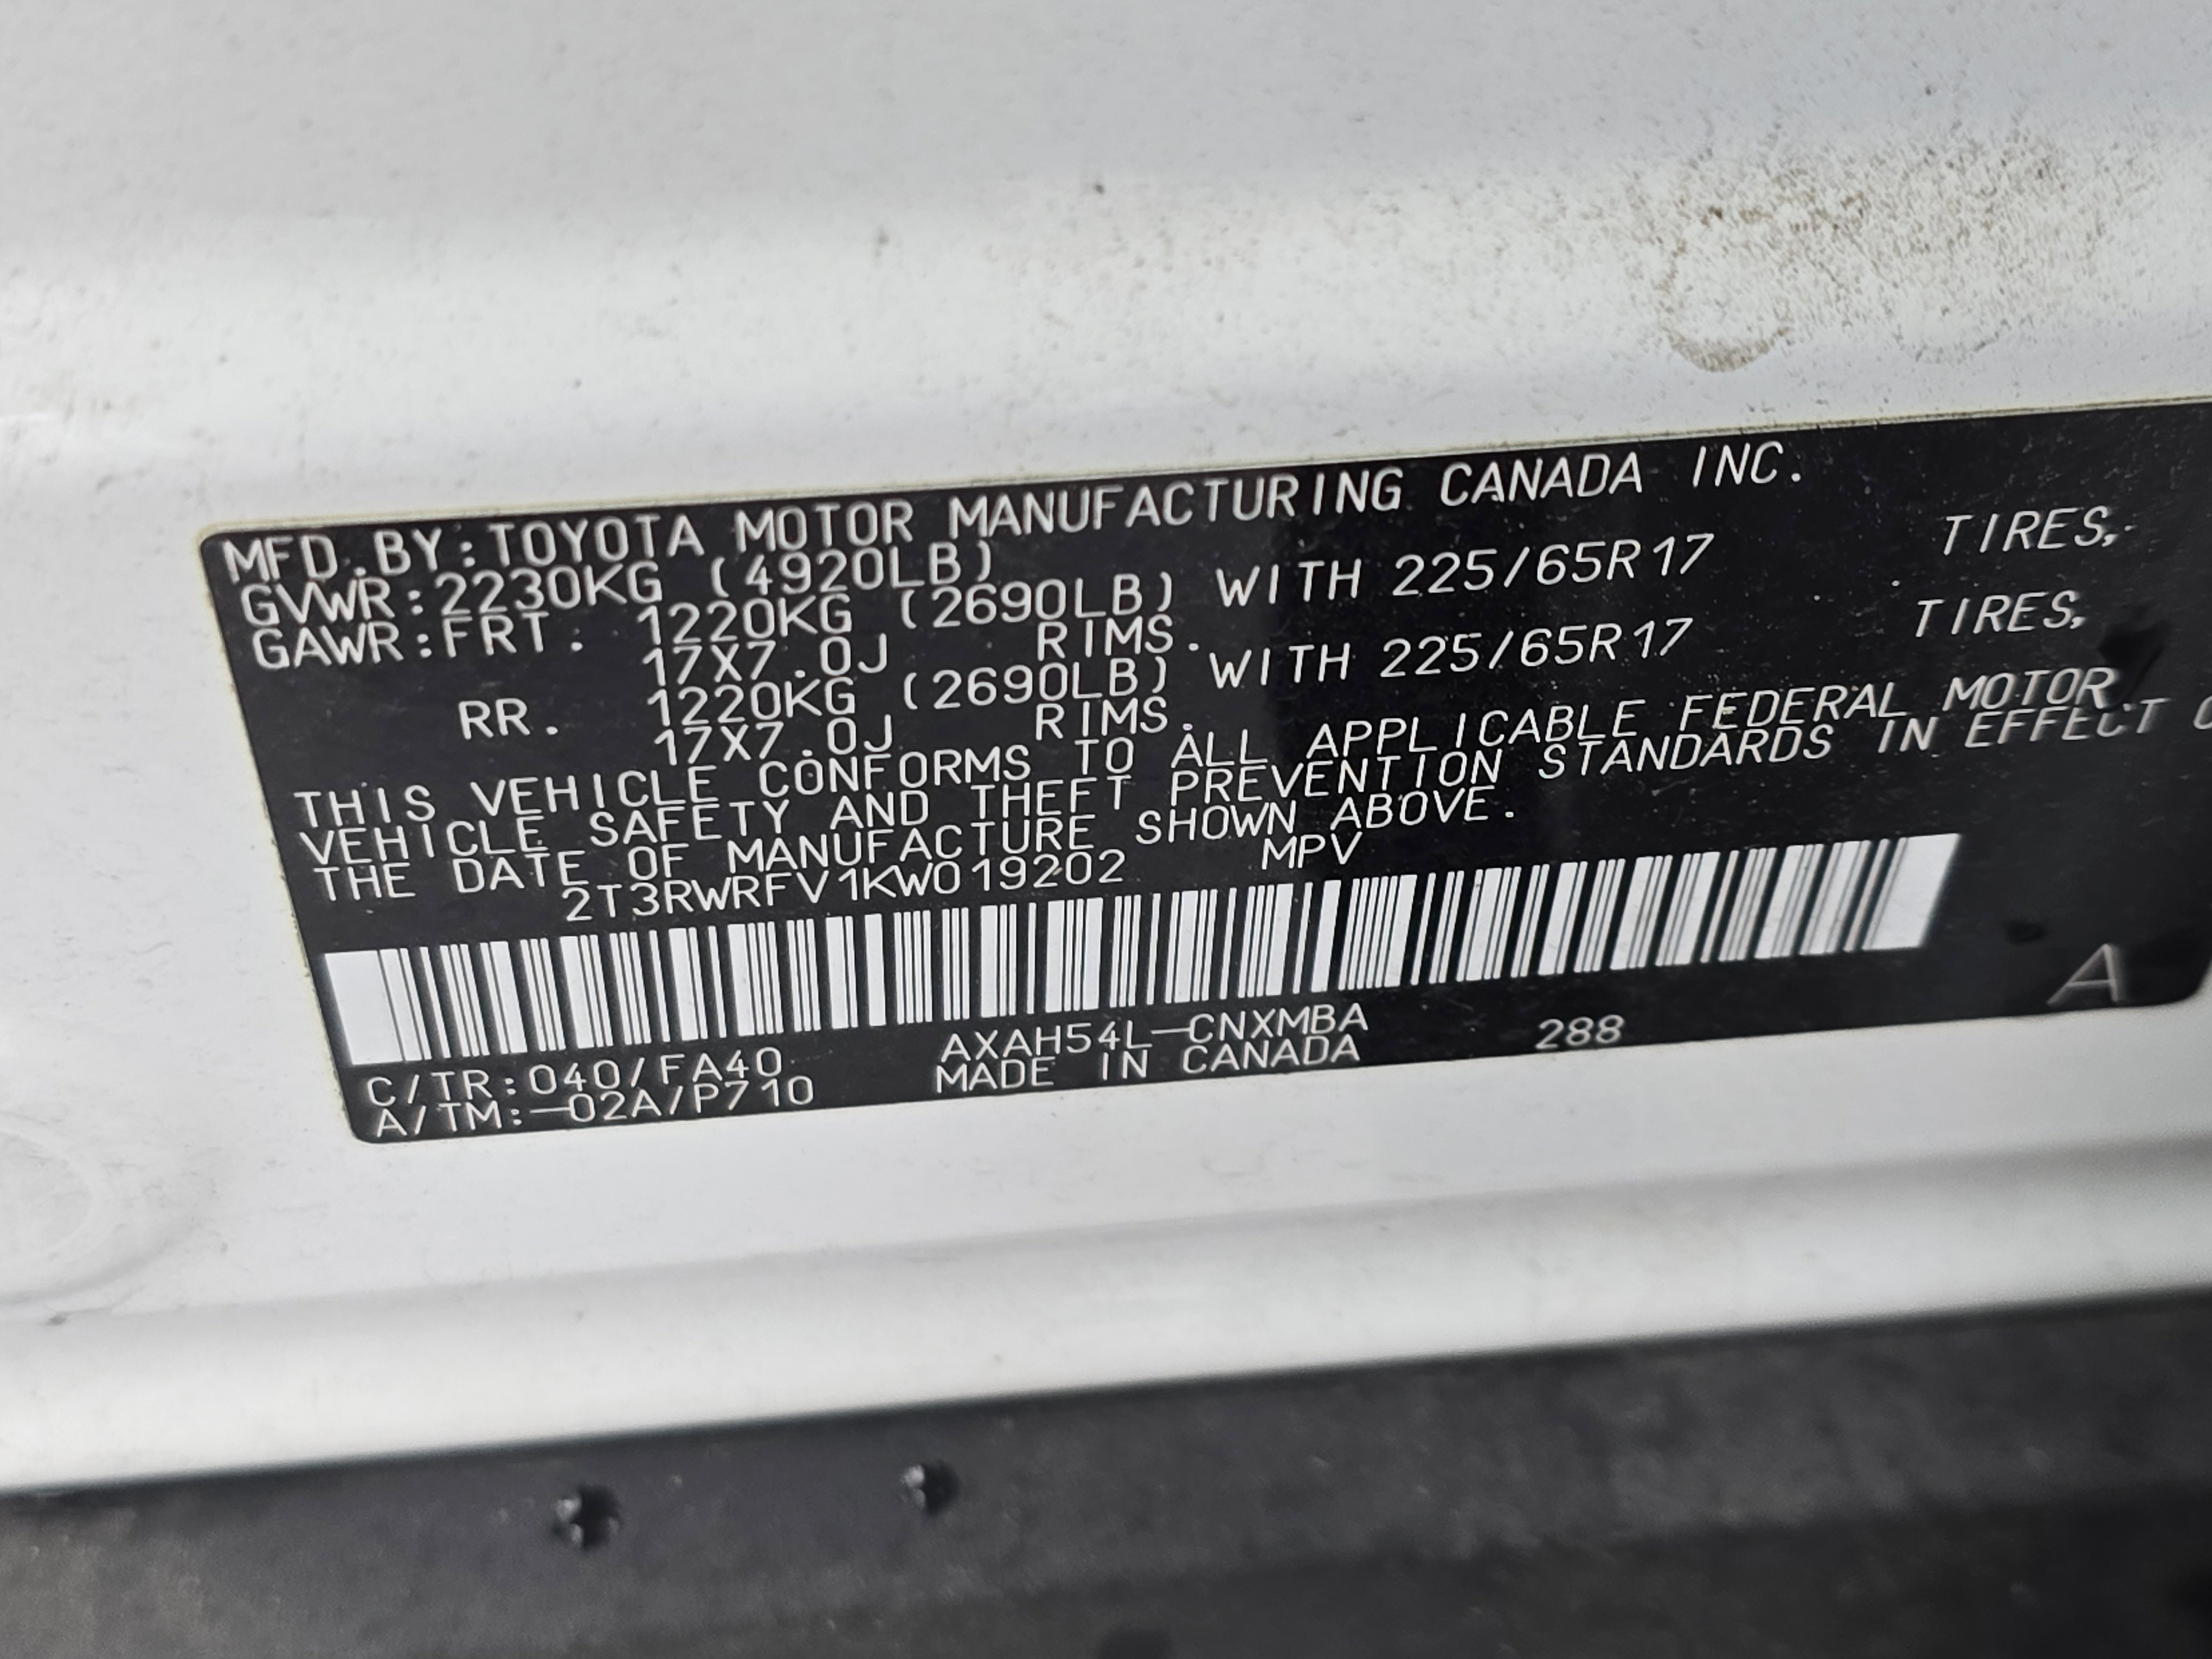 MFD.BY:TOYOTA MOTOR MANUFACTURING CANADA INC.
GVWR:2230KG (4920LB)
GAWR:FRT. 1220KG (2690LB) WITH 225/65R17 TIRES,
17X7.0J RIMS.
RR. 1220KG (2690LB) WITH 225/65R17 TIRES,
17X7.0J RIMS.
THIS VEHICLE CONFORMS TO ALL APPLICABLE FEDERAL MOTOR
VEHICLE SAFETY AND THEFT PREVENTION STANDARDS IN EFFECT
THE DATE OF MANUFACTURE SHOWN ABOVE.
2T3RWRFV1KW019202 MPV
C/TR:040/FA40 AXAH54L-CNXMBA 288 A
A/TM:-02A/P710 MADE IN CANADA